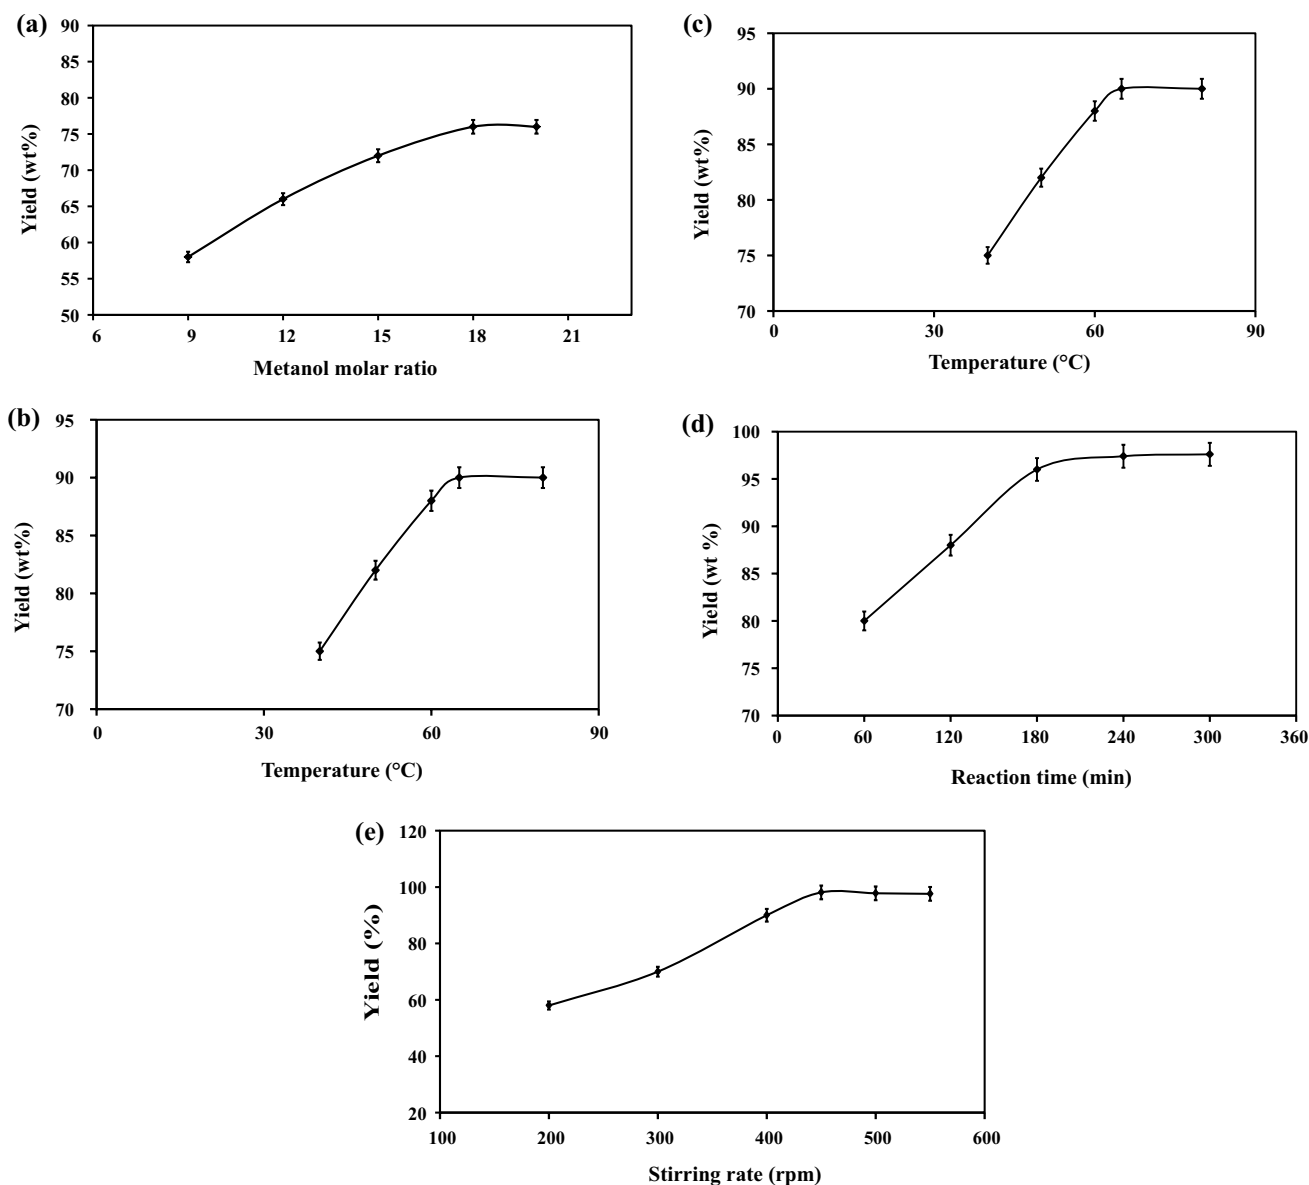 (a)
90
85
80
75
70
65
60
55
50
Yield (wt%)
6 9 12 15 18 21
Metanol molar ratio
(c)
95
90
85
80
75
70
Yield (wt%)
0 30 60 90
Temperature (°C)
(b)
95
90
85
80
75
70
Yield (wt%)
0 30 60 90
Temperature (°C)
(d)
100
95
90
85
80
75
70
Yield (wt %)
0 60 120 180 240 300 360
Reaction time (min)
(e)
120
100
80
60
40
20
Yield (%)
100 200 300 400 500 600
Stirring rate (rpm)